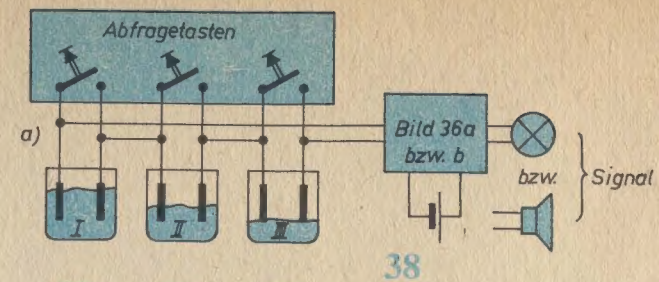 Abfragetasten
a)
Bild 36a
bzw. b
bzw.
Signal
I
II
III
38